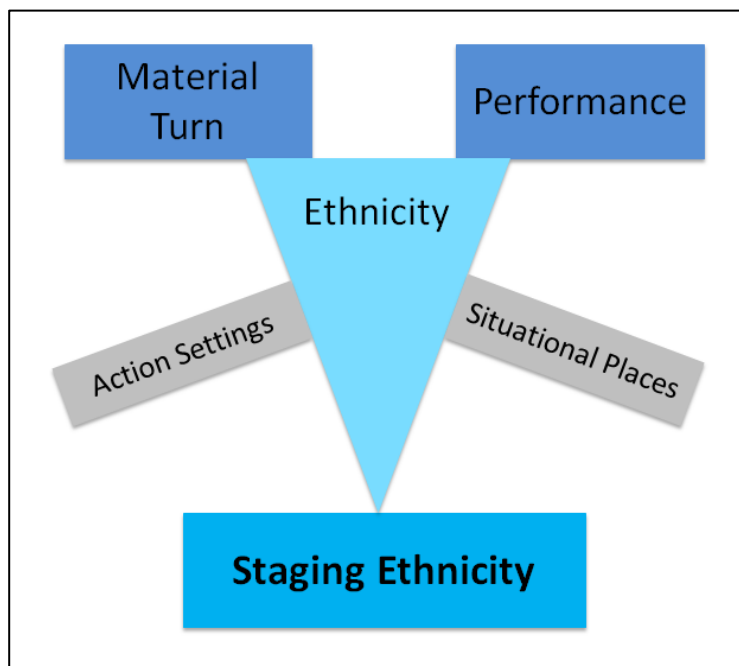 Material
Turn
Performance
Ethnicity
Action Settings
Situational Places
Staging Ethnicity